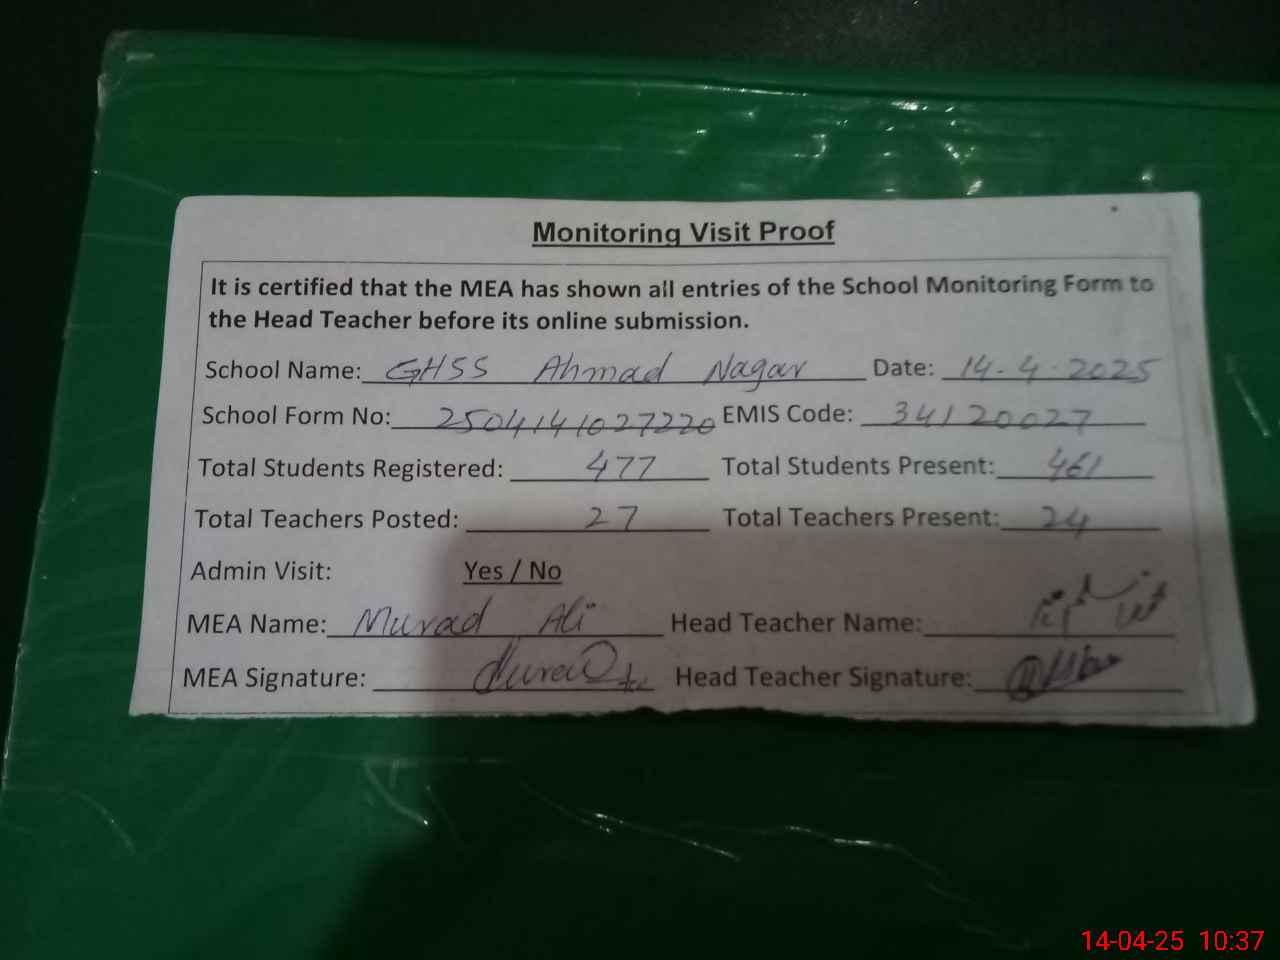 Monitoring Visit Proof
It is certified that the MEA has shown all entries of the School Monitoring Form to
the Head Teacher before its online submission.
School Name: GHSS Ahmad Nagar Date: 14-4-2025
School Form No: 2504141027220 EMIS Code: 34120027
Total Students Registered: 477 Total Students Present: 461
Total Teachers Posted: 27 Total Teachers Present: 24
Admin Visit: Yes / No
MEA Name: Murad Ali Head Teacher Name:
MEA Signature: Head Teacher Signature:
14-04-25 10:37